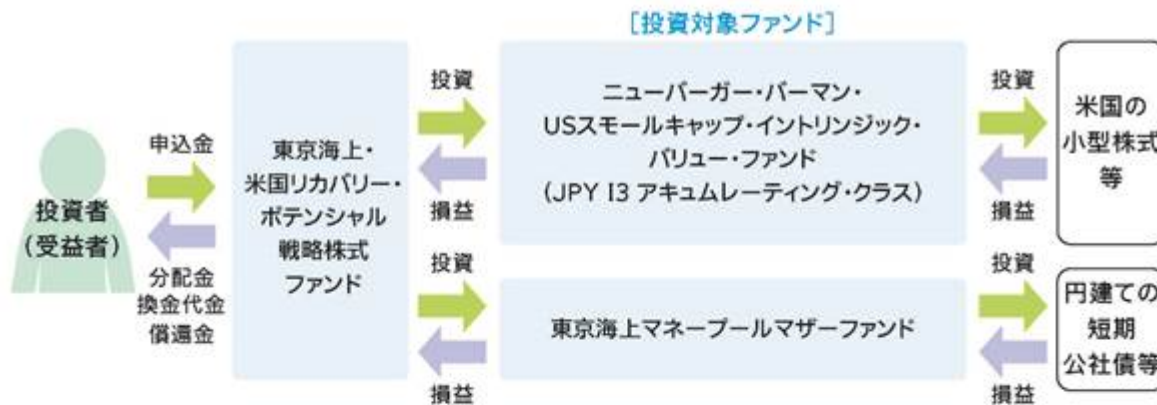 [投資対象ファンド]
投資者
（受益者）
申込金
分配金
換金代金
償還金
東京海上・
米国リカバリー・
ポテンシャル
戦略株式
ファンド
投資
損益
投資
損益
ニューバーガー・バーマン・
USスモールキャップ・イントリンジック・
バリュー・ファンド
（JPY I3 アキュムレーティング・クラス）
東京海上マネープールマザーファンド
投資
損益
投資
損益
米国の
小型株式
等
円建ての
短期
公社債等